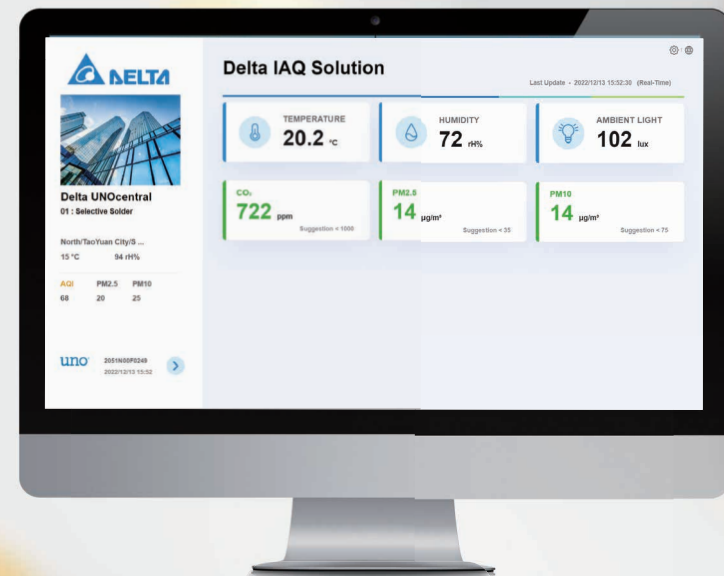 DELTA
Delta UNOcentral
01 : Selective Solder
North/TaoYuan City/S ...
15 °C 94 rH%
AQI PM2.5 PM10
68 20 25
uno
2051N00P0249
2022/12/13 15:52
Delta IAQ Solution
Last Update - 2022/12/13 15:52:30 (Real-Time)
TEMPERATURE
20.2 °C
HUMIDITY
72 rH%
AMBIENT LIGHT
102 lux
CO₂
722 ppm
Suggestion < 1000
PM2.5
14 µg/m³
Suggestion < 35
PM10
14 µg/m³
Suggestion < 75